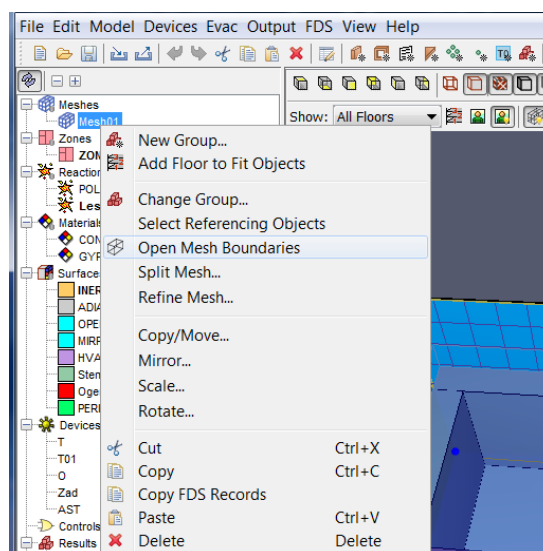 File Edit Model Devices Evac Output FDS View Help
Meshes
Mesh01
Show: All Floors
Zones
ZON
Reaction
POL
Les
Materials
CON
GYP
Surface
INER
ADIA
OPE
MIRR
HVA
Sten
Oge
PERI
Devices
T
T01
O
Zad
AST
Controls
Results
New Group...
Add Floor to Fit Objects
Change Group...
Select Referencing Objects
Open Mesh Boundaries
Split Mesh...
Refine Mesh...
Copy/Move...
Mirror...
Scale...
Rotate...
Cut Ctrl+X
Copy Ctrl+C
Copy FDS Records
Paste Ctrl+V
Delete Delete